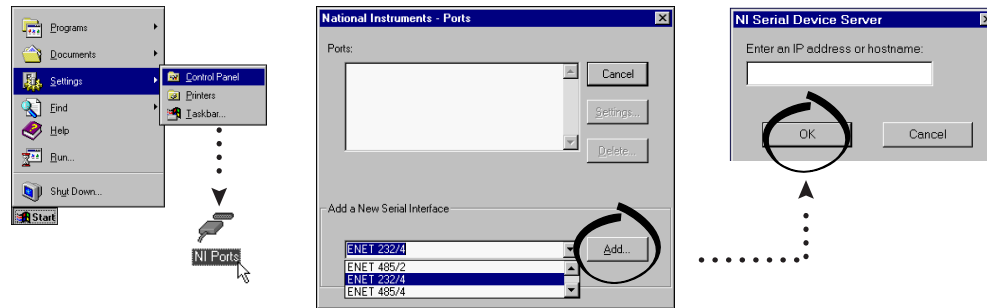 Programs
Documents
Settings
Find
Help
Run...
Shut Down...
Start
Control Panel
Printers
Taskbar...
NI Ports
National Instruments - Ports
Ports:
Cancel
Settings...
Delete...
Add a New Serial Interface
ENET 232/4
Add...
ENET 485/2
ENET 232/4
ENET 485/4
NI Serial Device Server
Enter an IP address or hostname:
OK
Cancel